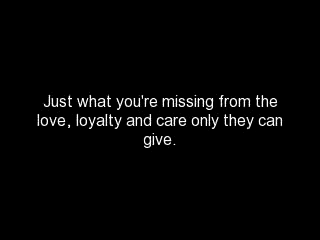 Just what you're missing from the
love, loyalty and care only they can
give.